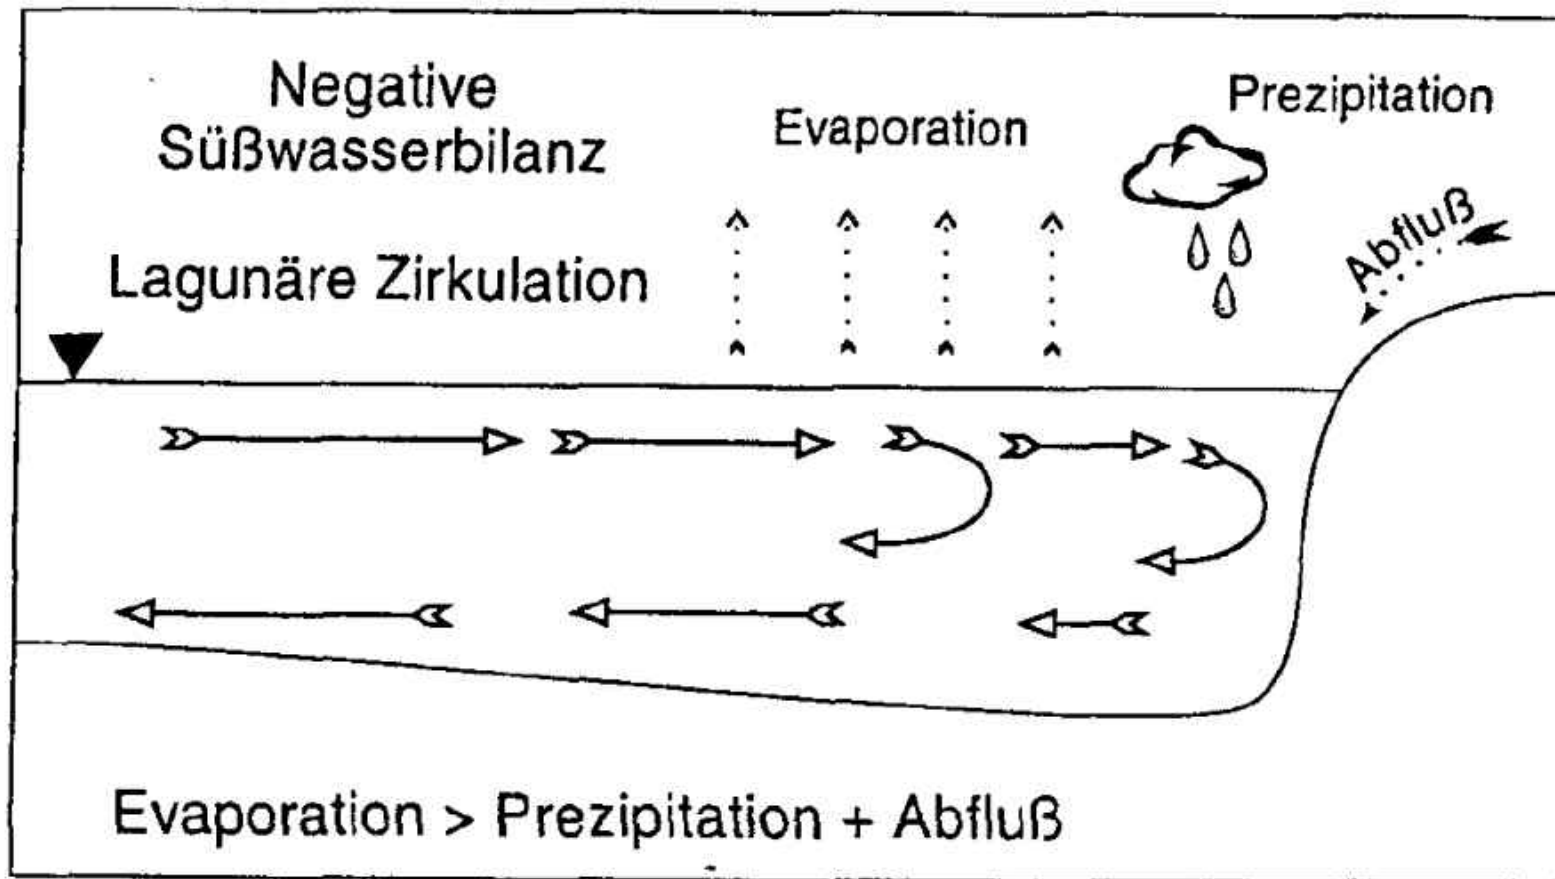 Negative
Süßwasserbilanz
Lagunäre Zirkulation
Evaporation
Prezipitation
Abfluß
Evaporation > Prezipitation + Abfluß